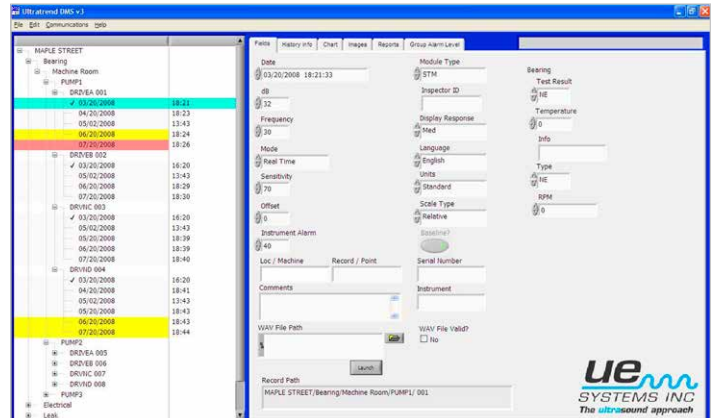 Ultratrend DMS v3
File Edit Communications Help
MAPLE STREET
Bearing
Machine Room
PUMP1
DRIVEA 001
✓ 03/20/2008 18:21
04/20/2008 18:23
05/02/2008 13:43
06/20/2008 18:24
07/20/2008 18:26
DRIVEB 002
✓ 03/20/2008 16:20
05/02/2008 13:43
06/20/2008 18:29
07/20/2008 18:30
DRVNC 003
✓ 03/20/2008 16:20
05/02/2008 13:43
05/20/2008 18:39
06/20/2008 18:39
07/20/2008 18:40
DRVND 004
✓ 03/20/2008 16:20
04/20/2008 18:41
05/02/2008 13:43
05/20/2008 18:43
06/20/2008 18:43
07/20/2008 18:44
PUMP2
DRIVEA 005
DRIVEB 006
DRVNC 007
DRVND 008
PUMP3
Electrical
Leak
Fields History Info Chart Images Reports Group Alarm Level
Date
03/20/2008 18:21:33
dB
32
Frequency
30
Mode
Real Time
Sensitivity
70
Offset
0
Instrument Alarm
40
Loc / Machine Record / Point
Comments
WAV File Path
Launch
Record Path
MAPLE STREET/Bearing/Machine Room/PUMP1/ 001
Module Type
STM
Inspector ID
Display Response
Med
Language
English
Units
Standard
Scale Type
Relative
Baseline?
Serial Number
Instrument
WAV File Valid?
No
Bearing
Test Result
NE
Temperature
0
Info
Type
NE
RPM
0
ue
SYSTEMS INC
The ultrasound approach